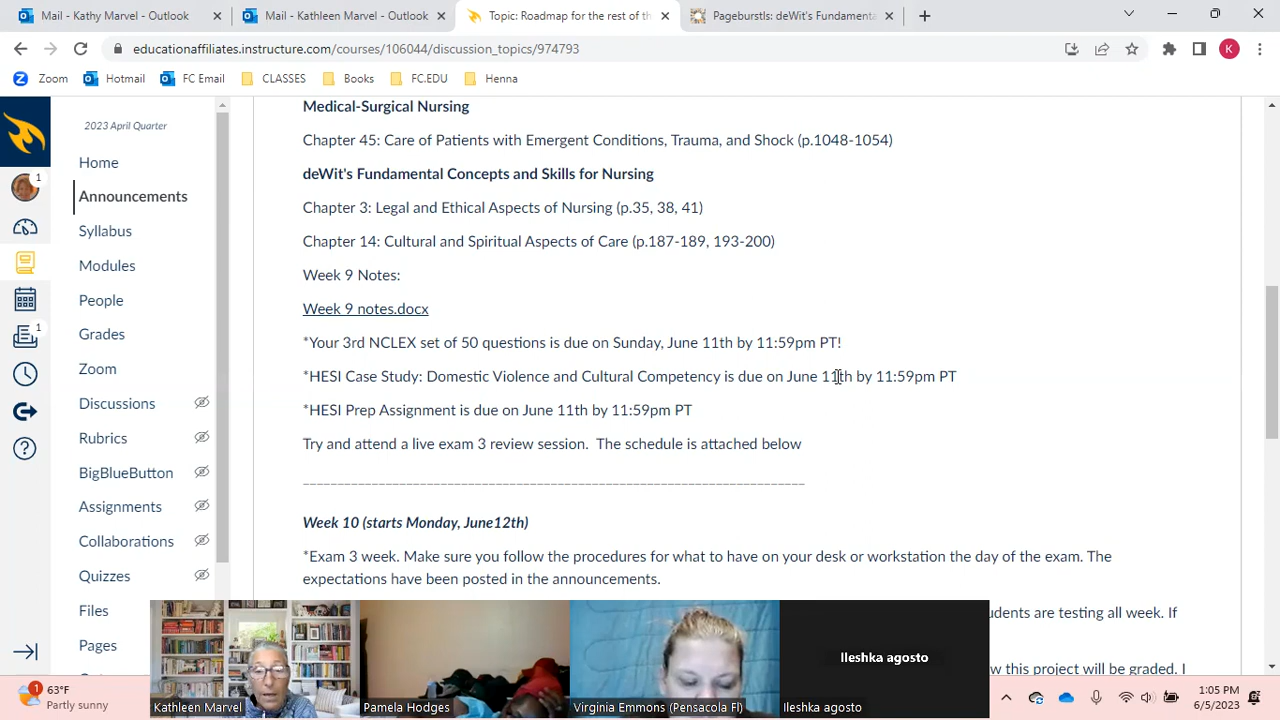 Mail - Kathleen Marvel - Outlook
Mail - Kathleen Marvel - Outlook
Topic: Roadmap for the rest of th
Pageburstls: deWit's Fundamenta
educationaffiliates.instructure.com/courses/106044/discussion_topics/974793
K
Zoom
Hotmail
FC Email
CLASSES
Books
FC.EDU
Henna
2023 April Quarter
Home
Announcements
Syllabus
Modules
People
Grades
Zoom
Discussions
Rubrics
BigBlueButton
Assignments
Collaborations
Quizzes
Files
Pages
1
1
Medical-Surgical Nursing
Chapter 45: Care of Patients with Emergent Conditions, Trauma, and Shock (p.1048-1054)
deWit's Fundamental Concepts and Skills for Nursing
Chapter 3: Legal and Ethical Aspects of Nursing (p.35, 38, 41)
Chapter 14: Cultural and Spiritual Aspects of Care (p.187-189, 193-200)
Week 9 Notes:
Week 9 notes.docx
*Your 3rd NCLEX set of 50 questions is due on Sunday, June 11th by 11:59pm PT!
*HESI Case Study: Domestic Violence and Cultural Competency is due on June 11th by 11:59pm PT
*HESI Prep Assignment is due on June 11th by 11:59pm PT
Try and attend a live exam 3 review session. The schedule is attached below
Week 10 (starts Monday, June12th)
*Exam 3 week. Make sure you follow the procedures for what to have on your desk or workstation the day of the exam. The
expectations have been posted in the announcements.
udents are testing all week. If
w this project will be graded. I
Kathleen Marvel
Pamela Hodges
Virginia Emmons (Pensacola Fl)
Ileshka agosto
Ileshka agosto
1
63°F
Partly sunny
1:05 PM
6/5/2023